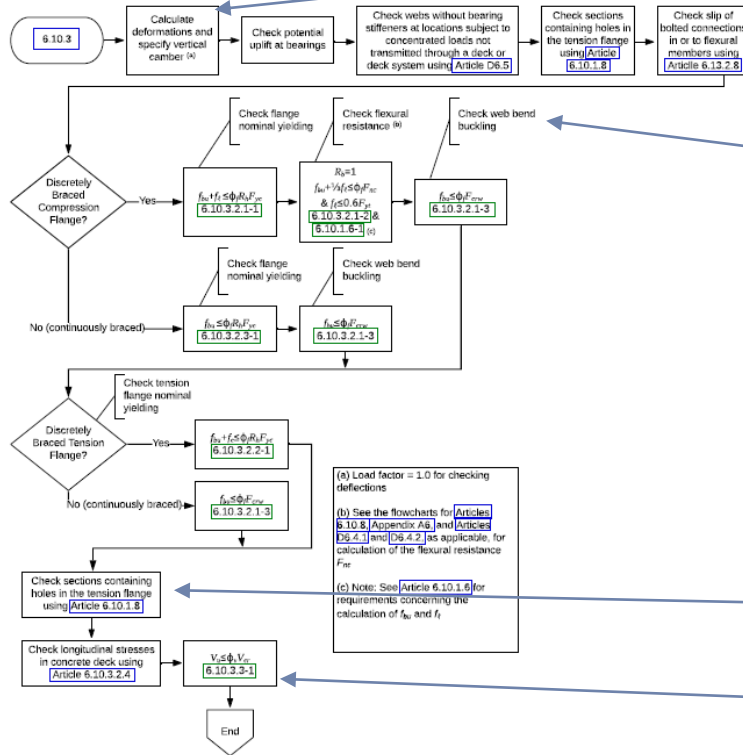 6.10.3
Calculate
deformations and
specify vertical
camber (a)
Check potential
uplift at bearings
Check webs without bearing
stiffeners at locations subject to
concentrated loads not
transmitted through a deck or
deck system using Article D6.5
Check sections
containing holes in
the tension flange
using Article
6.10.1.8
Check slip of
bolted connections
in or to flexural
members using
Article 6.13.2.8
Check flange
nominal yielding
Check flexural
resistance (b)
Check web bend
buckling
Discretely
Braced
Compression
Flange?
Yes
fbu+fℓ≤ϕfRhFyc
6.10.3.2.1-1
Rb=1
fbu+⅓fℓ≤ϕfFnc
& fℓ≤0.6Fyt
6.10.3.2.1-2 &
6.10.1.6-1 (c)
fbu≤ϕfFcrw
6.10.3.2.1-3
Check flange
nominal yielding
Check web bend
buckling
No (continuously braced)
fbu≤ϕfRhFyc
6.10.3.2.3-1
fbu≤ϕfFcrw
6.10.3.2.1-3
Check tension
flange nominal
yielding
Discretely
Braced Tension
Flange?
Yes
fbu+fℓ≤ϕfRhFyc
6.10.3.2.2-1
No (continuously braced)
fbu≤ϕfFcrw
6.10.3.2.1-3
(a) Load factor = 1.0 for checking
deflections
(b) See the flowcharts for Articles
6.10.8, Appendix A6, and Articles
D6.4.1 and D6.4.2, as applicable, for
calculation of the flexural resistance
Fnc
(c) Note: See Article 6.10.1.6 for
requirements concerning the
calculation of fbu and fℓ
Check sections containing
holes in the tension flange
using Article 6.10.1.8
Check longitudinal stresses
in concrete deck using
Article 6.10.3.2.4
Vu≤ϕvVcr
6.10.3.3-1
End